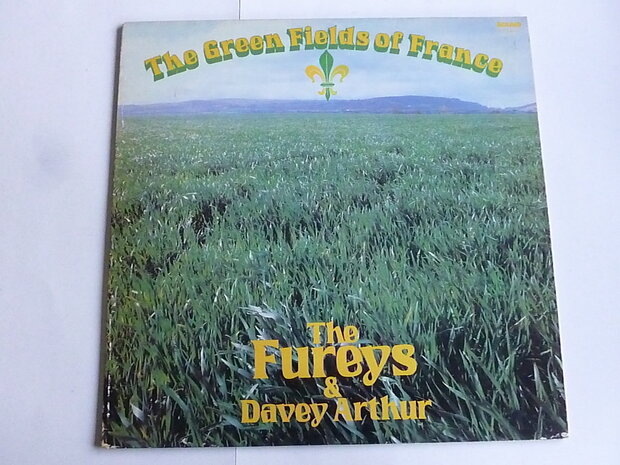 The Green Fields of France
The
Fureys
&
Davey Arthur